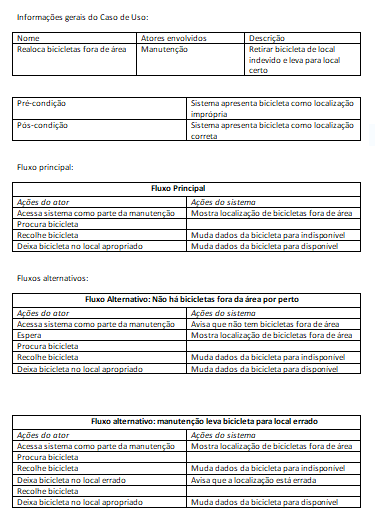 Informações gerais do Caso de Uso:
Nome Atores envolvidos Descrição
Realoca bicicletas fora de área Manutenção Retirar bicicleta de local
indevido e leva para local
certo
Pré-condição Sistema apresenta bicicleta como localização
imprópria
Pós-condição Sistema apresenta bicicleta como localização
correta
Fluxo principal:
Fluxo Principal
Ações do ator Ações do sistema
Acessa sistema como parte da manutenção Mostra localização de bicicletas fora de área
Procura bicicleta
Recolhe bicicleta Muda dados da bicicleta para indisponível
Deixa bicicleta no local apropriado Muda dados da bicicleta para disponível
Fluxos alternativos:
Fluxo Alternativo: Não há bicicletas fora da área por perto
Ações do ator Ações do sistema
Acessa sistema como parte da manutenção Avisa que não tem bicicletas fora de área
Espera Mostra localização de bicicletas fora de área
Procura bicicleta
Recolhe bicicleta Muda dados da bicicleta para indisponível
Deixa bicicleta no local apropriado Muda dados da bicicleta para disponível
Fluxo alternativo: manutenção leva bicicleta para local errado
Ações do ator Ações do sistema
Acessa sistema como parte da manutenção Mostra localização de bicicletas fora de área
Procura bicicleta
Recolhe bicicleta Muda dados da bicicleta para indisponível
Deixa bicicleta no local errado Avisa que a localização está errada
Recolhe bicicleta
Deixa bicicleta no local apropriado Muda dados da bicicleta para disponível